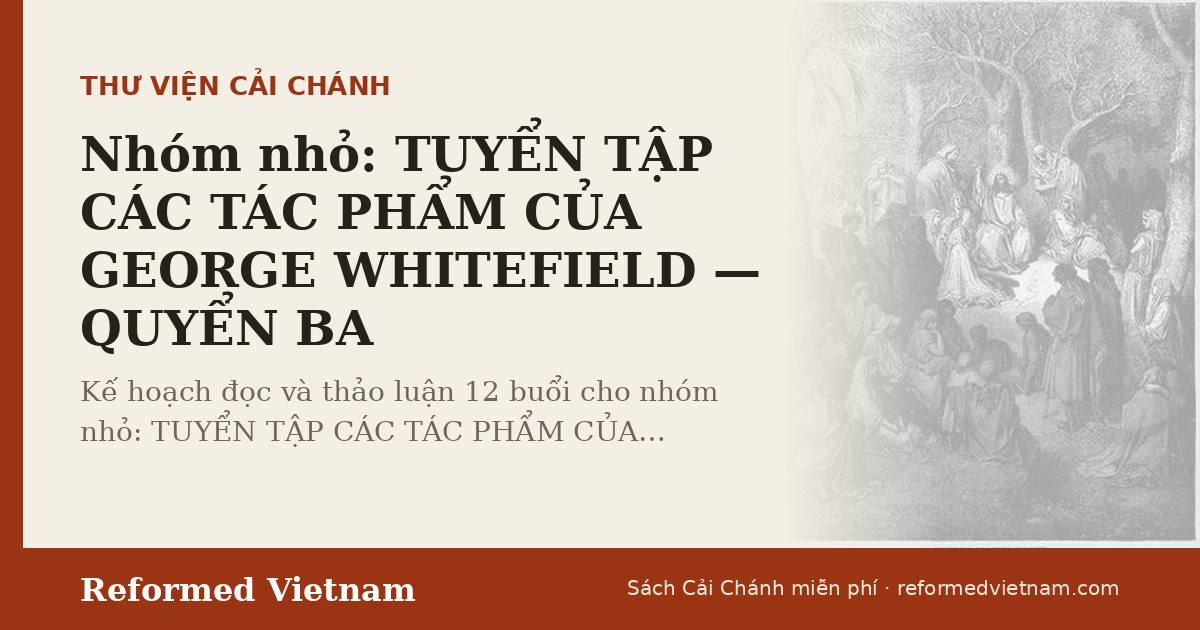 THƯ VIỆN CẢI CHÁNH
Nhóm nhỏ: TUYỂN TẬP
CÁC TÁC PHẨM CỦA
GEORGE WHITEFIELD —
QUYỂN BA
Kế hoạch đọc và thảo luận 12 buổi cho nhóm
nhỏ: TUYỂN TẬP CÁC TÁC PHẨM CỦA…
Reformed Vietnam
Sách Cải Chánh miễn phí · reformedvietnam.com